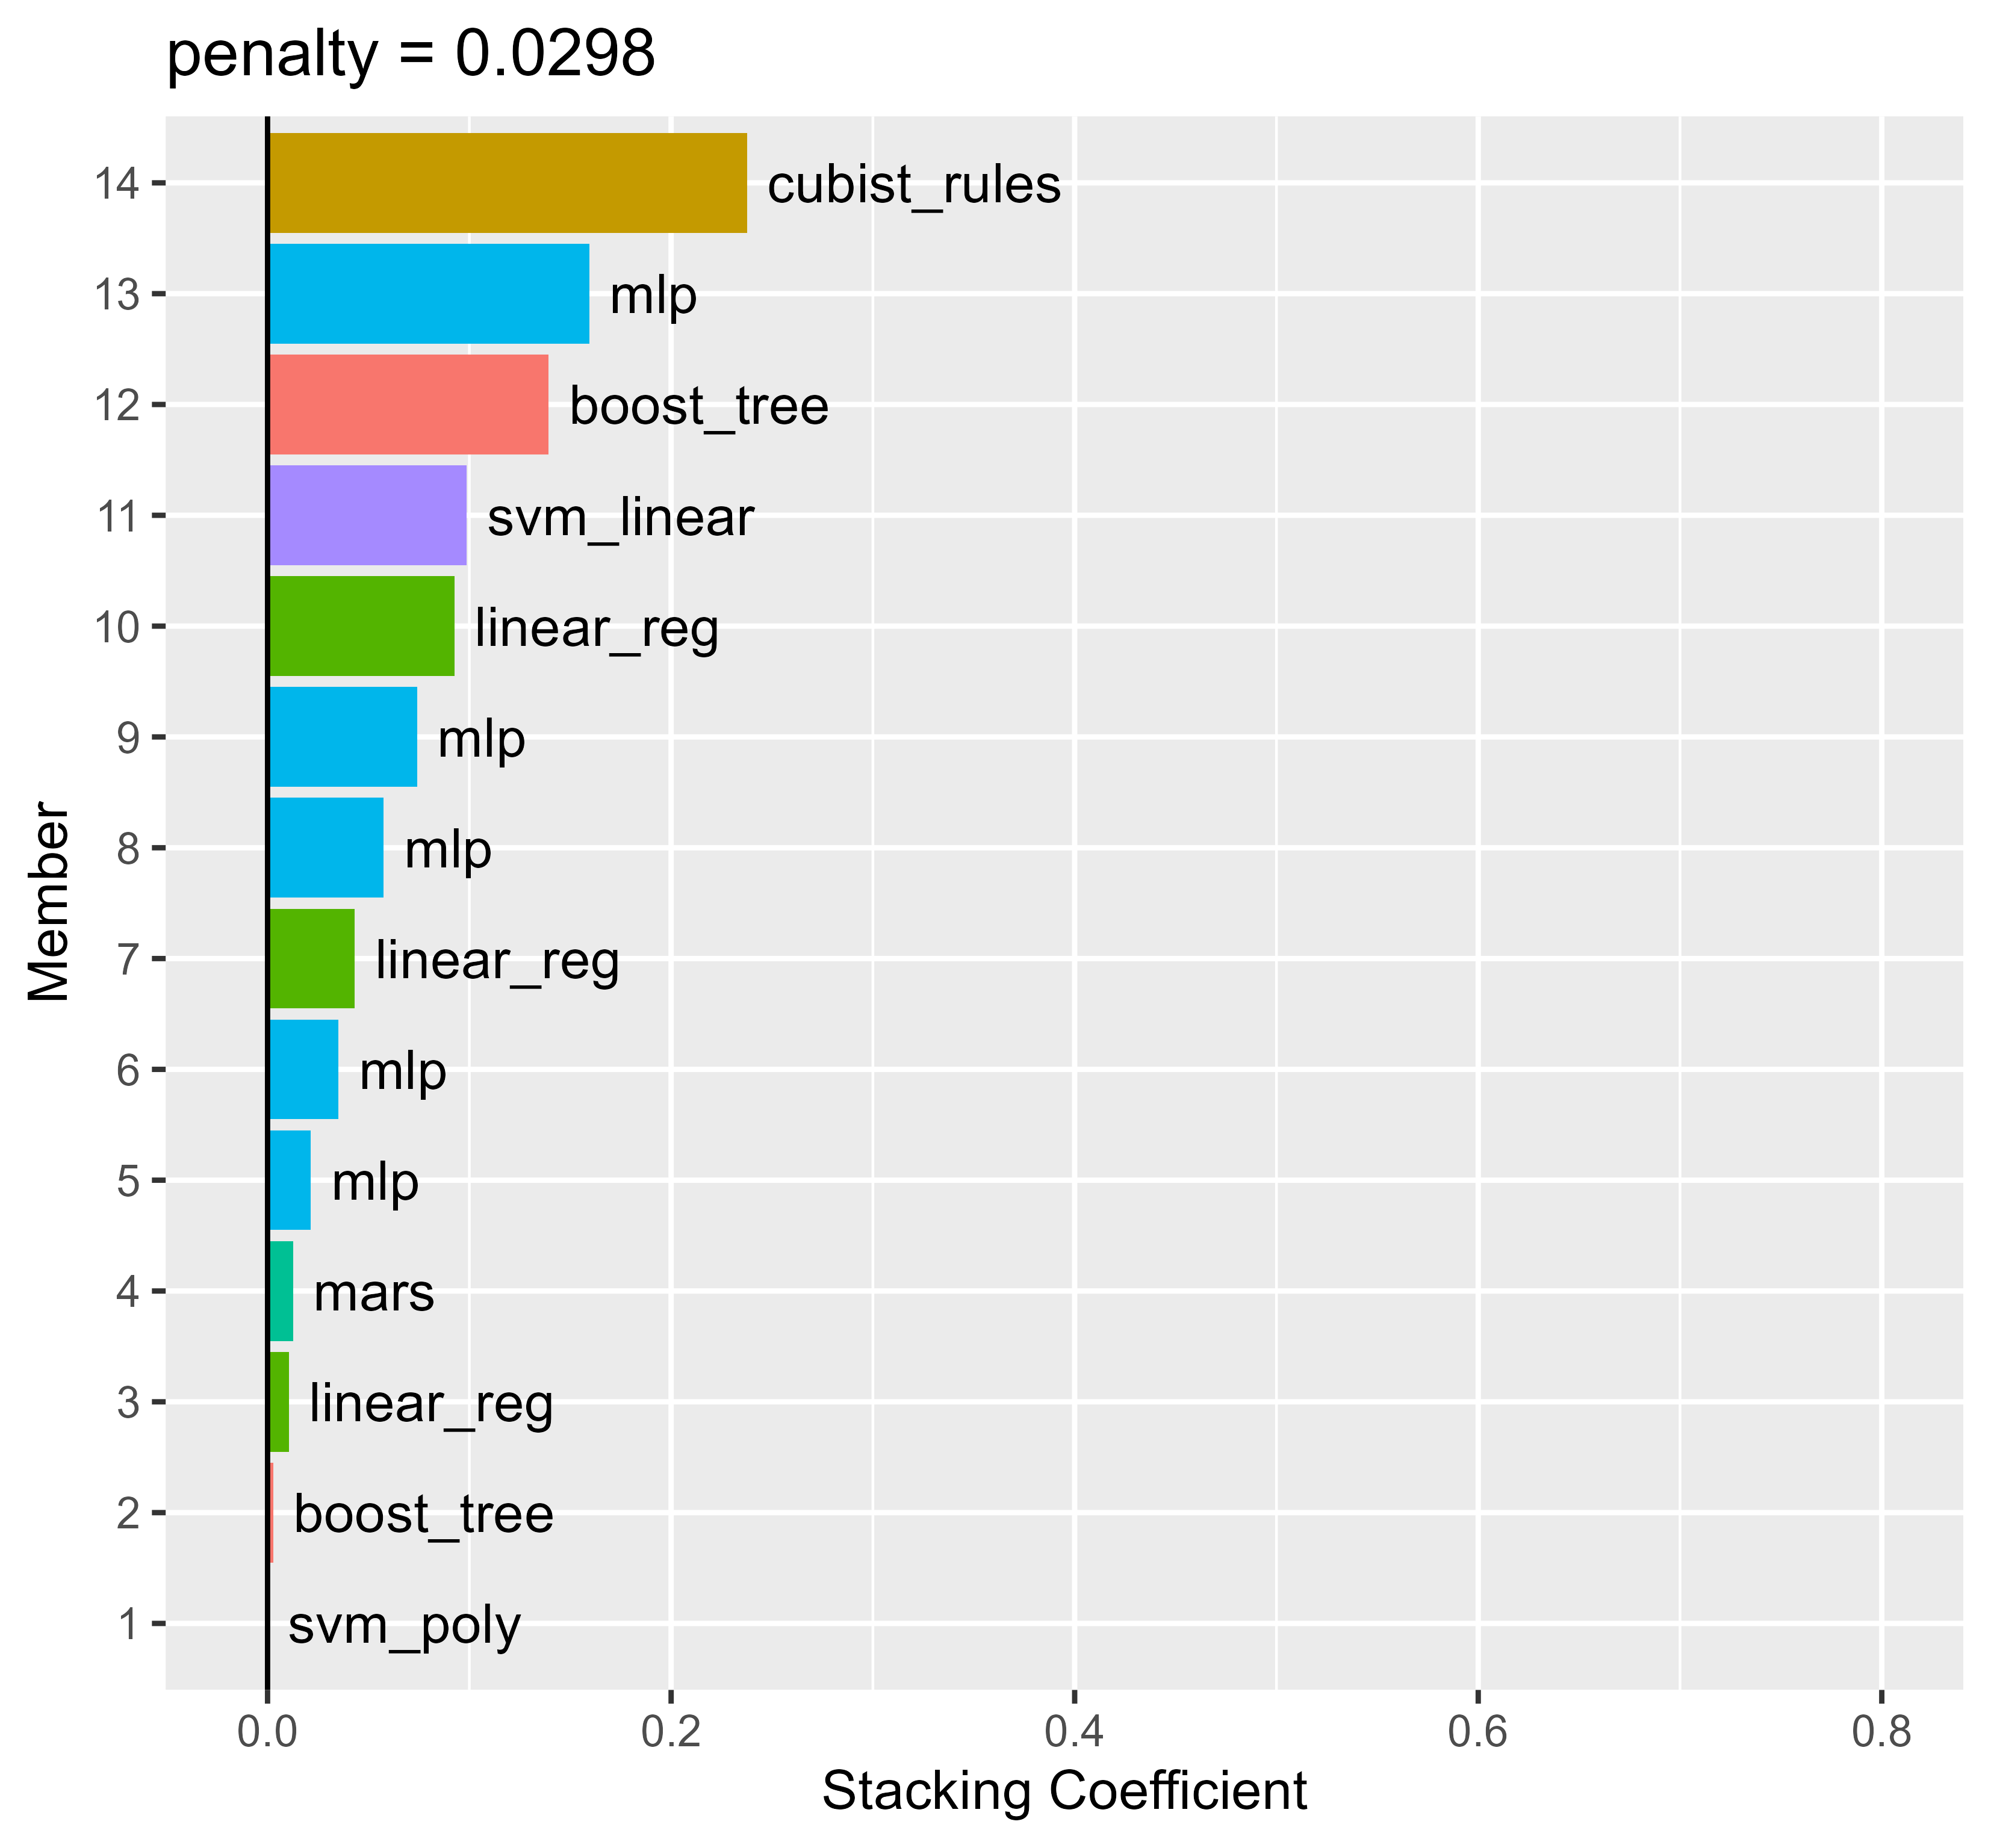 penalty = 0.0298
14 cubist_rules
13 mlp
12 boost_tree
11 svm_linear
10 linear_reg
9 mlp
8 mlp
7 linear_reg
6 mlp
5 mlp
4 mars
3 linear_reg
2 boost_tree
1 svm_poly
Member
0.0 0.2 0.4 0.6 0.8
Stacking Coefficient